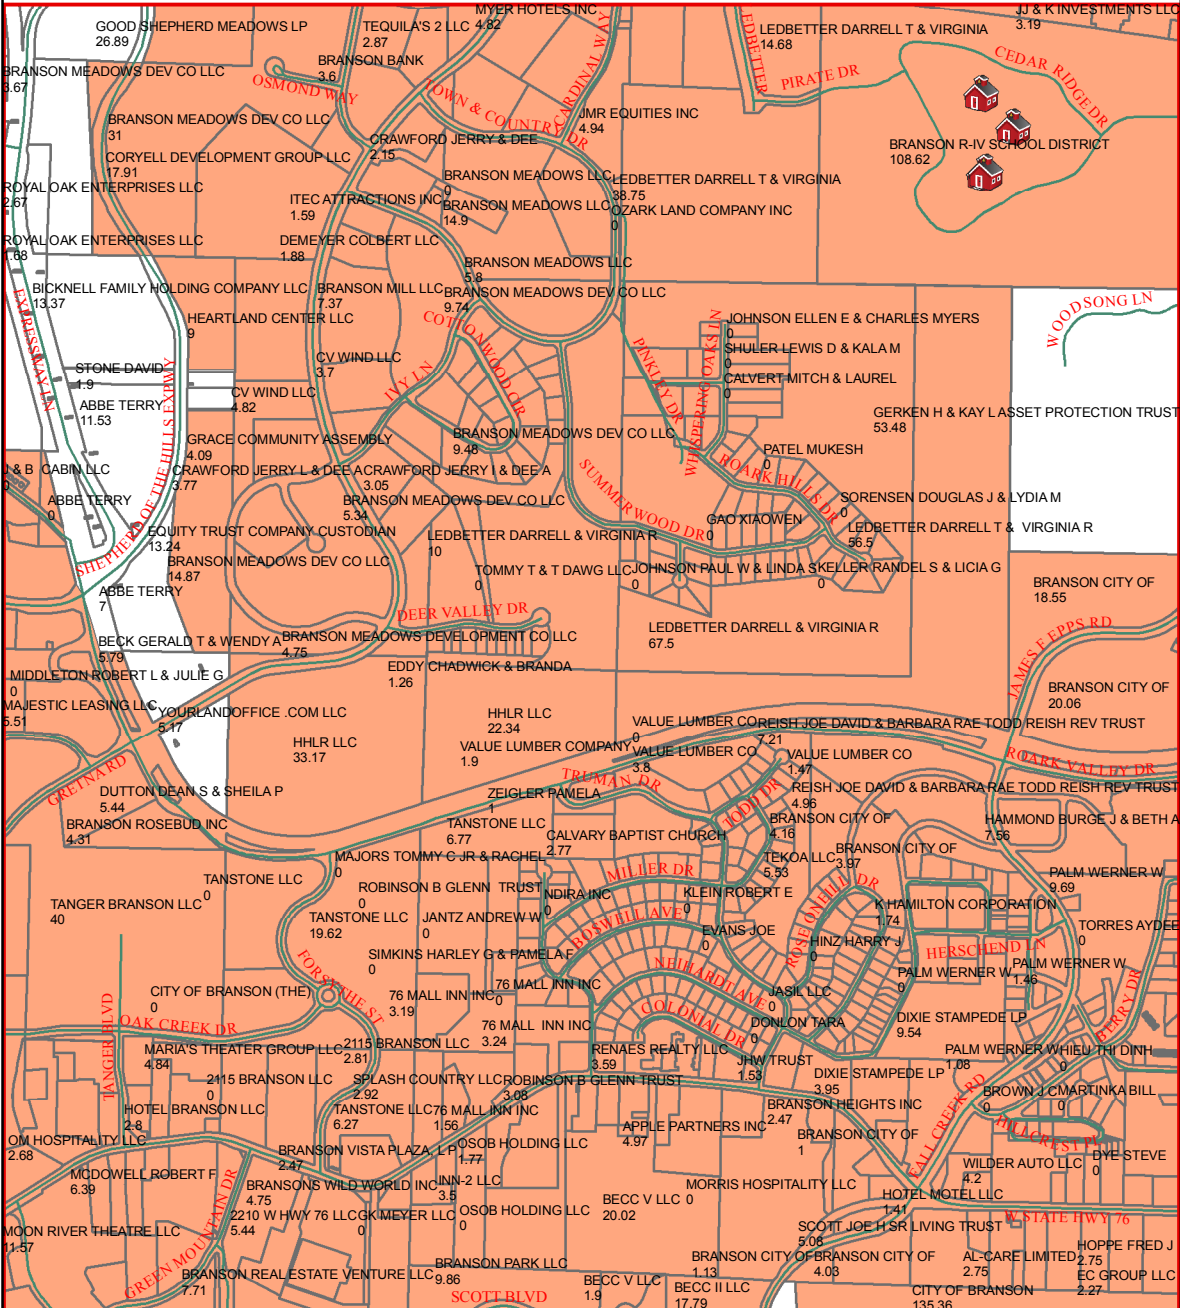 MYER HOTELS INC
4.82
JJ & K INVESTMENTS LLC
3.19
GOOD SHEPHERD MEADOWS LP
26.89
TEQUILA'S 2 LLC
2.87
LEDBETTER DARRELL T & VIRGINIA
14.68
LEDBETTER
CARDINAL WAY
CEDAR RIDGE DR
BRANSON BANK
3.6
BRANSON MEADOWS DEV CO LLC
3.67
OSMOND WAY
PIRATE DR
TOWN & COUNTRY DR
BRANSON MEADOWS DEV CO LLC
31
JMR EQUITIES INC
4.94
CRAWFORD JERRY & DEE
2.15
BRANSON R-IV SCHOOL DISTRICT
108.62
CORYELL DEVELOPMENT GROUP LLC
17.91
BRANSON MEADOWS LLC
0
LEDBETTER DARRELL T & VIRGINIA
38.75
ROYAL OAK ENTERPRISES LLC
2.67
ITEC ATTRACTIONS INC
1.59
BRANSON MEADOWS LLC
14.9
OZARK LAND COMPANY INC
0
ROYAL OAK ENTERPRISES LLC
1.68
DEMEYER COLBERT LLC
1.88
BRANSON MEADOWS LLC
5.8
BICKNELL FAMILY HOLDING COMPANY LLC
13.37
BRANSON MILL LLC
7.37
BRANSON MEADOWS DEV CO LLC
9.74
WOODSONG LN
EXPRESSWAY LN
HEARTLAND CENTER LLC
9
COTTONWOOD CIR
JOHNSON ELLEN E & CHARLES MYERS
0
PINKLEY DR
WHISPERING OAKS LN
SHULER LEWIS D & KALA M
0
CV WIND LLC
3.7
STONE DAVID
1.9
IVY LN
CALVERT MITCH & LAUREL
0
CV WIND LLC
4.82
ABBE TERRY
11.53
GERKEN H & KAY L ASSET PROTECTION TRUST
53.48
SHEPHERD OF THE HILLS EXPWY
GRACE COMMUNITY ASSEMBLY
4.09
BRANSON MEADOWS DEV CO LLC
9.48
PATEL MUKESH
0
J & B CABIN LLC
0
CRAWFORD JERRY L & DEE A
3.77
CRAWFORD JERRY I & DEE A
3.05
ROARK HILLS DR
SUMMERWOOD DR
ABBE TERRY
0
BRANSON MEADOWS DEV CO LLC
5.34
SORENSEN DOUGLAS J & LYDIA M
0
GAO XIAOWEN
0
EQUITY TRUST COMPANY CUSTODIAN
13.24
LEDBETTER DARRELL & VIRGINIA R
10
LEDBETTER DARRELL T & VIRGINIA R
56.5
BRANSON MEADOWS DEV CO LLC
14.87
TOMMY T & T DAWG LLC
0
JOHNSON PAUL W & LINDA S
0
KELLER RANDEL S & LICIA G
0
BRANSON CITY OF
18.55
ABBE TERRY
7
DEER VALLEY DR
LEDBETTER DARRELL & VIRGINIA R
67.5
JAMES F EPPS RD
BECK GERALD T & WENDY A
5.79
BRANSON MEADOWS DEVELOPMENT CO LLC
4.75
EDDY CHADWICK & BRANDA
1.26
MIDDLETON ROBERT L & JULIE G
0
BRANSON CITY OF
20.06
MAJESTIC LEASING LLC
5.51
YOURLANDOFFICE .COM LLC
5.17
HHLR LLC
22.34
VALUE LUMBER CO
0
REISH JOE DAVID & BARBARA RAE TODD REISH REV TRUST
7.21
HHLR LLC
33.17
VALUE LUMBER COMPANY
1.9
VALUE LUMBER CO
3.8
VALUE LUMBER CO
1.47
GRETNA RD
TRUMAN DR
ROARK VALLEY DR
DUTTON DEAN S & SHEILA P
5.44
ZEIGLER PAMELA
1
TODD DR
REISH JOE DAVID & BARBARA RAE TODD REISH REV TRUST
4.96
BRANSON ROSEBUD INC
4.31
TANSTONE LLC
6.77
CALVARY BAPTIST CHURCH
2.77
BRANSON CITY OF
4.16
HAMMOND BURGE J & BETH A
7.56
MAJORS TOMMY C JR & RACHEL
0
TEKOA LLC
5.53
BRANSON CITY OF
3.97
MILLER DR
PALM WERNER W
9.69
TANSTONE LLC
0
ROBINSON B GLENN TRUST
0
NDIRA INC
0
KLEIN ROBERT E
0
ROSE ONHILL DR
TANGER BRANSON LLC
40
TANSTONE LLC
19.62
JANTZ ANDREW W
0
BOSWELL AVE
K HAMILTON CORPORATION
1.74
EVANS JOE
0
TORRES AYDEE
0
HINZ HARRY J
0
HERSCHEND LN
SIMKINS HARLEY G & PAMELA F
0
FORSYTHE ST
NEIHARDT AVE
PALM WERNER W
0
PALM WERNER W
1.46
CITY OF BRANSON (THE)
0
76 MALL INN INC
3.19
76 MALL INN INC
0
JASIL LLC
0
BERRY DR
TANGER BLVD
OAK CREEK DR
COLONIAL DR
76 MALL INN INC
3.24
DONLON TARA
0
DIXIE STAMPEDE LP
9.54
MARIA'S THEATER GROUP LLC
4.84
2115 BRANSON LLC
2.81
RENAES REALTY LLC
3.59
JHW TRUST
1.53
PALM WERNER W
1.08
HIEU THI DINH
0
2115 BRANSON LLC
0
SPLASH COUNTRY LLC
2.92
ROBINSON B GLENN TRUST
3.08
DIXIE STAMPEDE LP
3.95
BROWN J C
0
MARTINKA BILL
0
HOTEL BRANSON LLC
2.8
TANSTONE LLC
6.27
76 MALL INN INC
1.56
APPLE PARTNERS INC
4.97
BRANSON HEIGHTS INC
2.47
FALL CREEK RD
HILLCREST PL
OM HOSPITALITY LLC
2.68
BRANSON VISTA PLAZA, L P
2.47
OSOB HOLDING LLC
1.77
BRANSON CITY OF
1
WILDER AUTO LLC
4.2
DYE STEVE
0
MCDOWELL ROBERT F
6.39
BRANSONS WILD WORLD INC
4.75
INN-2 LLC
3.5
MORRIS HOSPITALITY LLC
0
BECC V LLC
20.02
HOTEL MOTEL LLC
1.41
2210 W HWY 76 LLC
5.44
GK MEYER LLC
0
OSOB HOLDING LLC
0
W STATE HWY 76
MOON RIVER THEATRE LLC
11.57
GREEN MOUNTAIN DR
SCOTT JOE H SR LIVING TRUST
5.08
HOPPE FRED J
2.75
BRANSON REAL ESTATE VENTURE LLC
7.71
BRANSON PARK LLC
9.86
BRANSON CITY OF
1.13
BRANSON CITY OF
4.03
AL-CARE LIMITED
2.75
EC GROUP LLC
2.27
BECC V LLC
1.9
BECC II LLC
17.79
CITY OF BRANSON
135.36
SCOTT BLVD